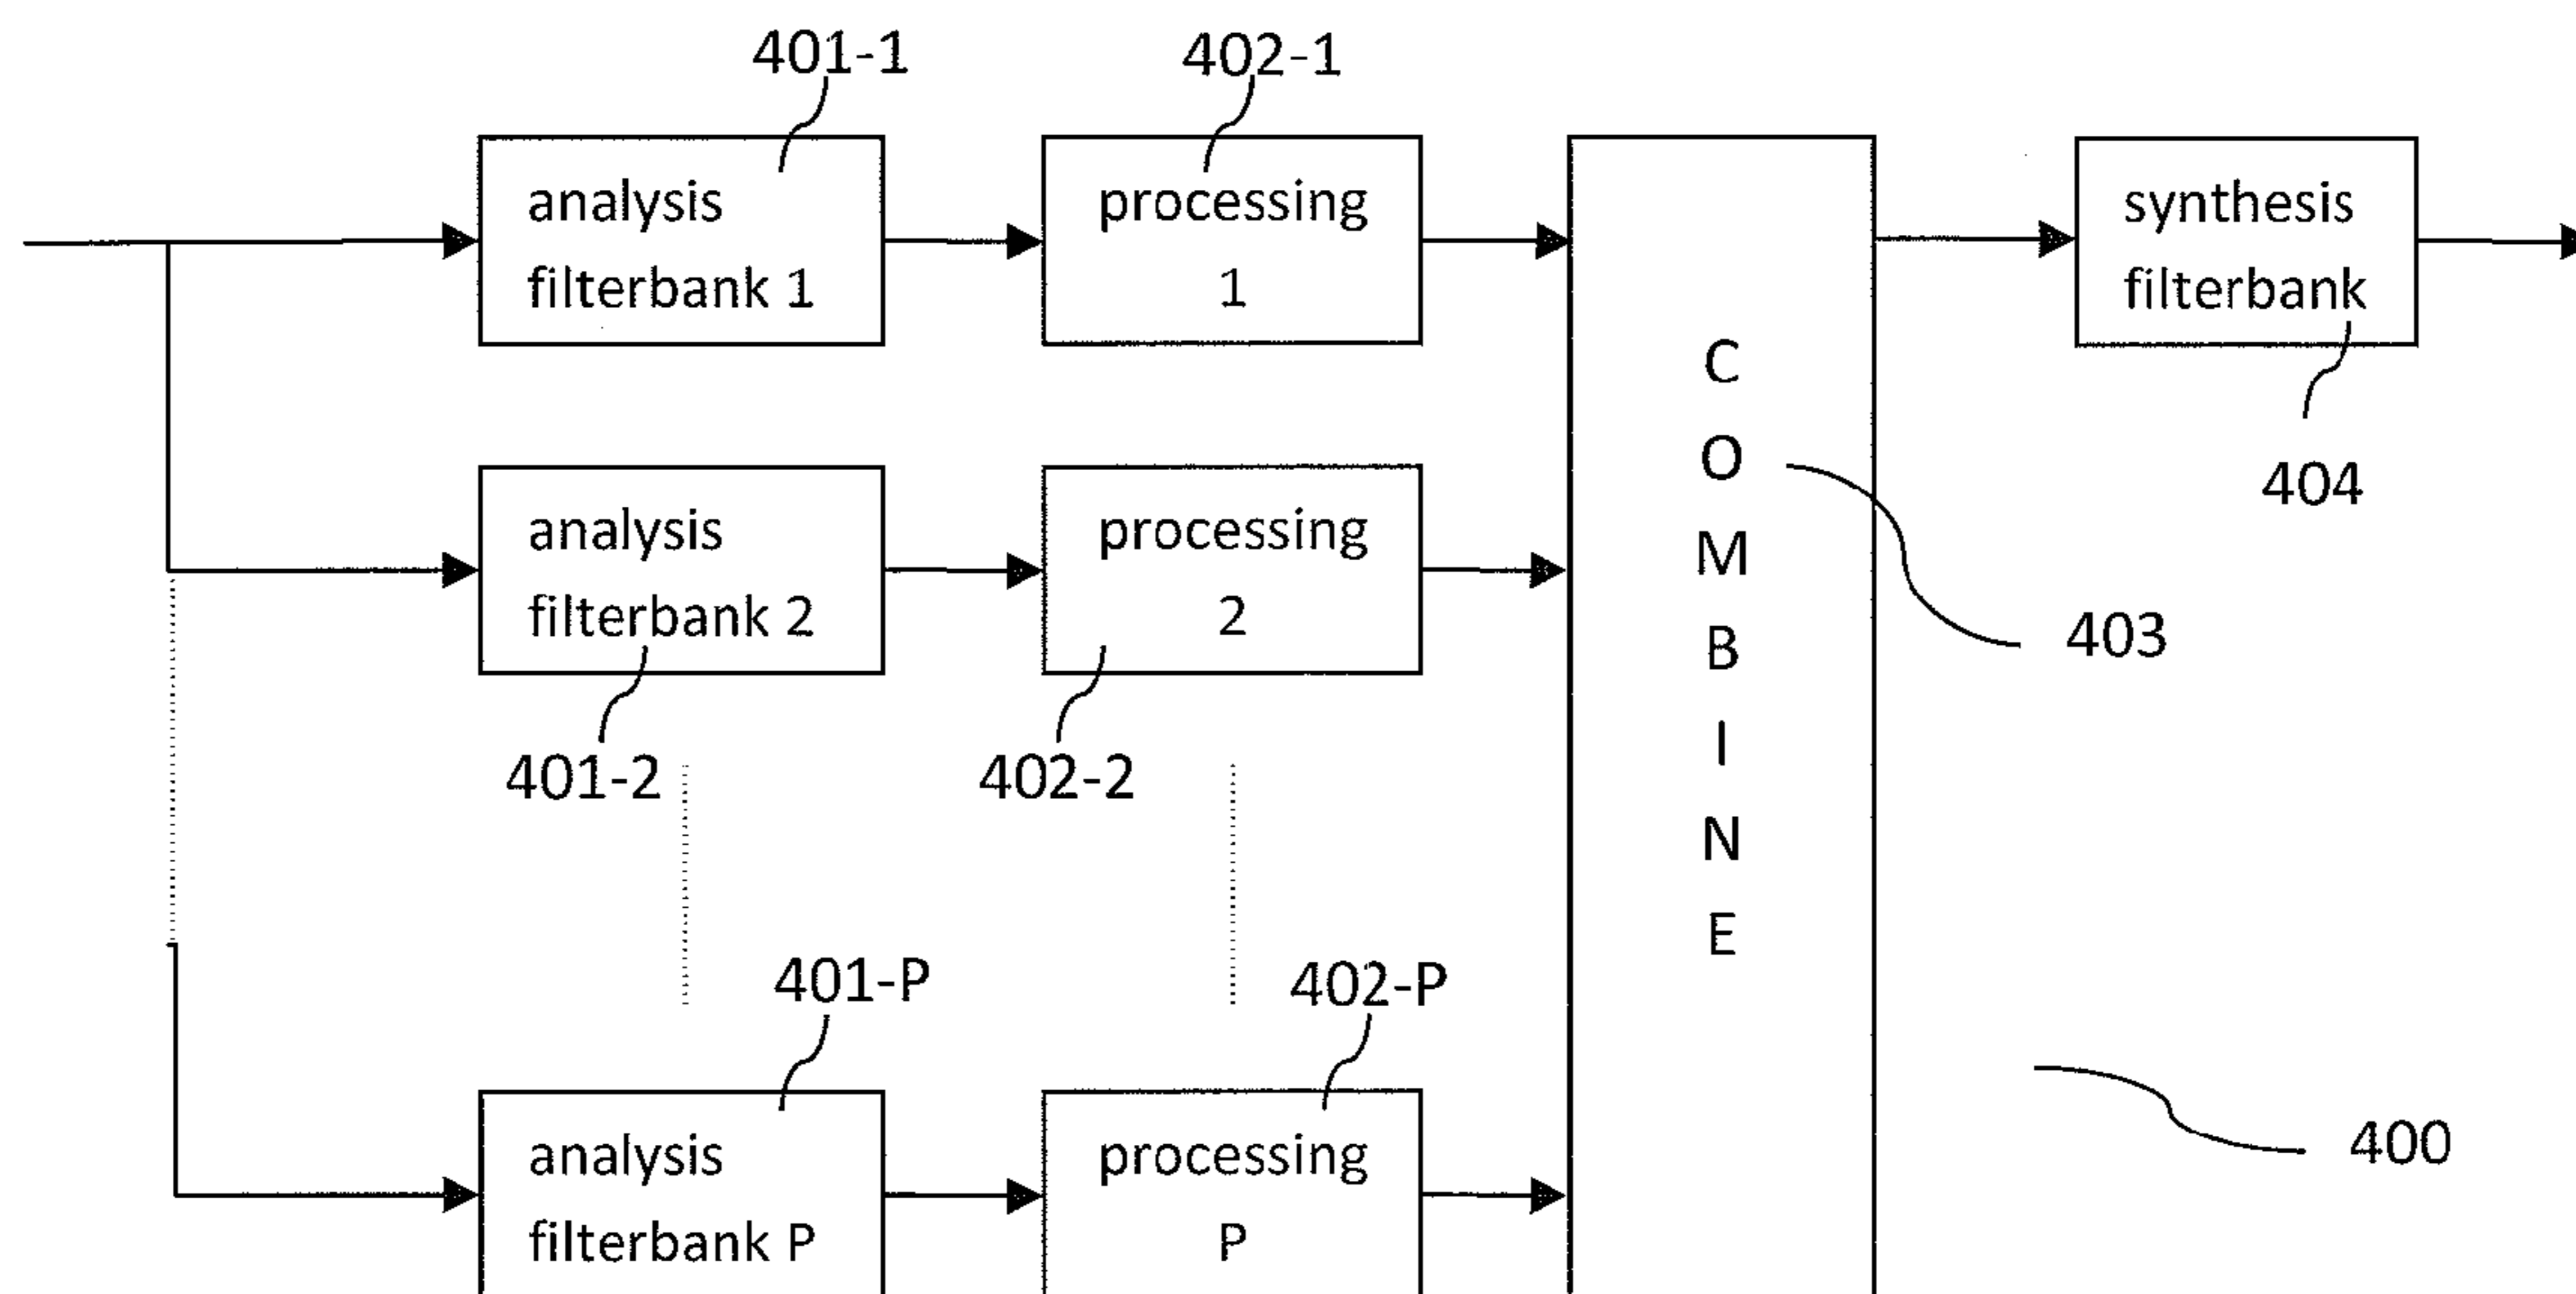 401-1
402-1
analysis
filterbank 1
processing
1
synthesis
filterbank
404
analysis
filterbank 2
processing
2
401-2
402-2
C
O
M
B
I
N
E
403
401-P
402-P
analysis
filterbank P
processing
P
400